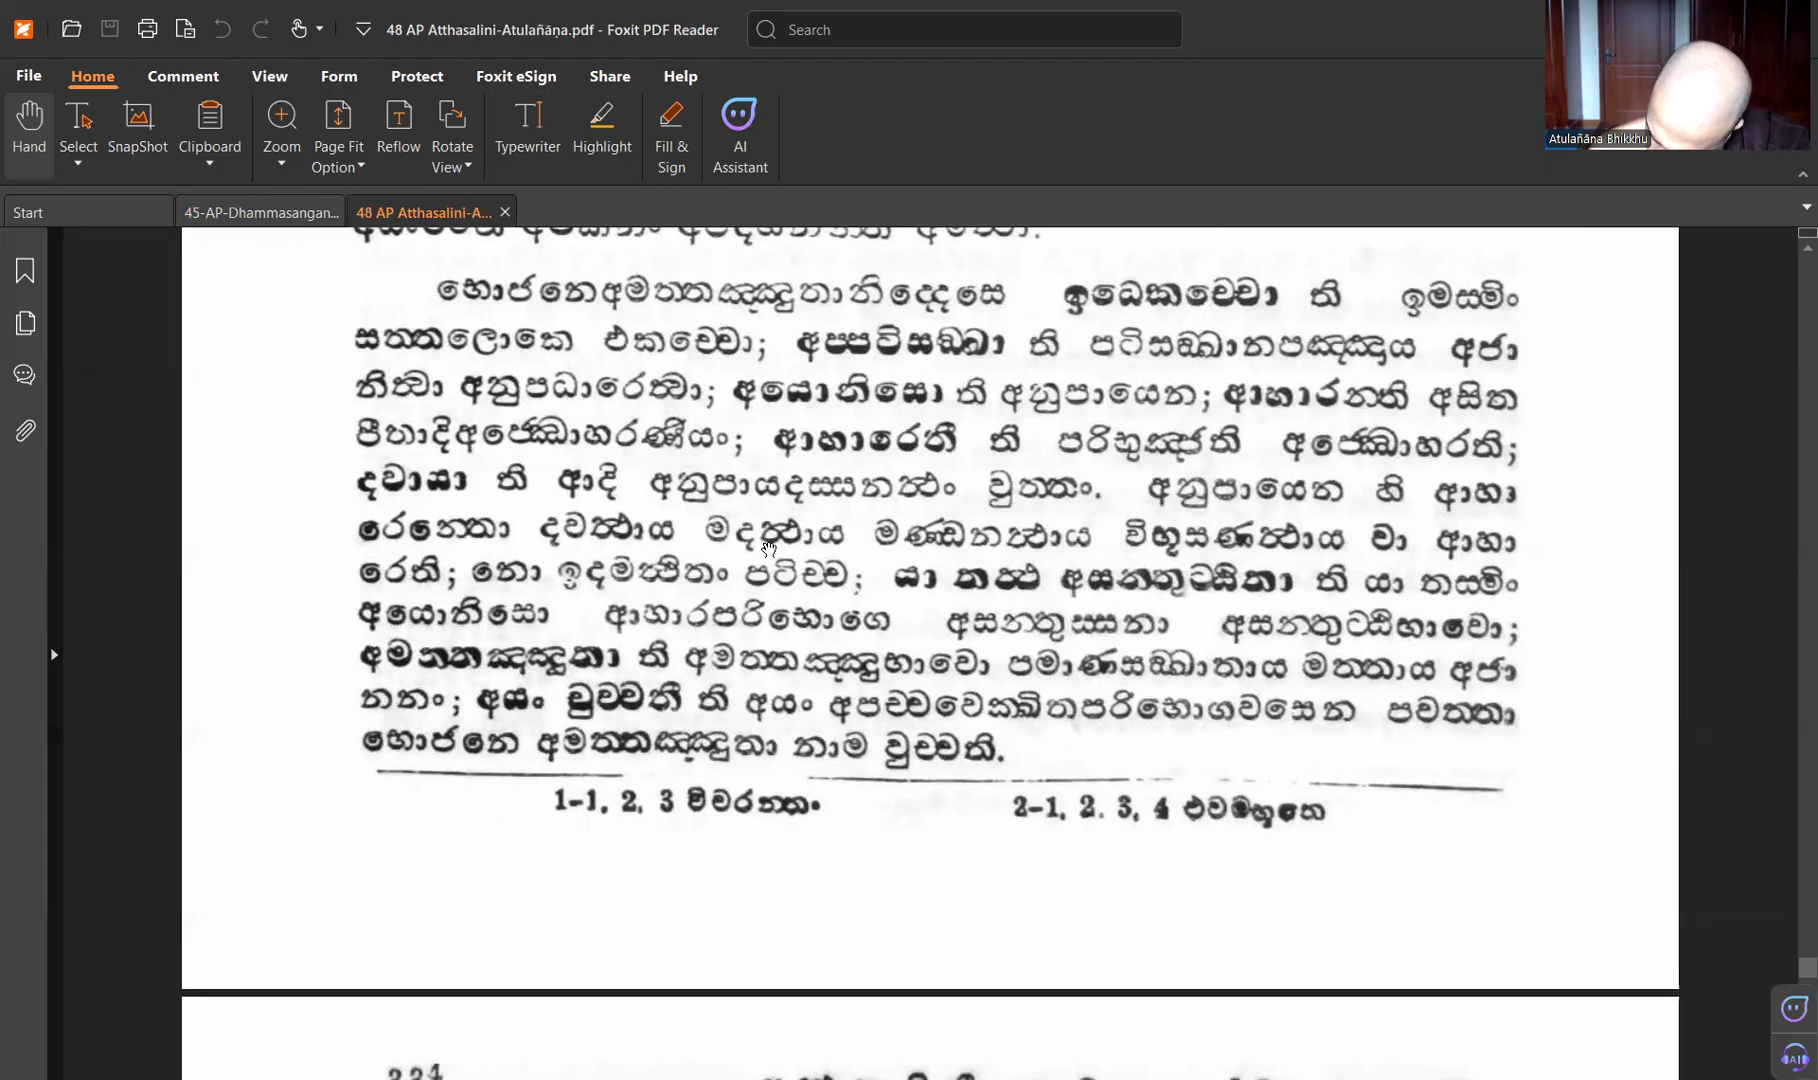 48 AP Atthasalini-Atulañāṇa.pdf - Foxit PDF Reader
Search
File Home Comment View Form Protect Foxit eSign Share Help
Hand Select SnapShot Clipboard Zoom Page Fit Option Reflow Rotate View Typewriter Highlight Fill & Sign AI Assistant
Atulañāna Bhikkhu
Start 45-AP-Dhammasangan... 48 AP Atthasalini-A...
භොජනෙඅමත්තඤ්ඤුතානිද්දෙසෙ ඉධෙකච්චො ති ඉමස්මිං
සත්තලොකෙ එකච්චො; අප්පටිසඞ්ඛා ති පටිසඞ්ඛානපඤ්ඤාය අජා
නිත්වා අනුපධාරෙත්වා; අයොනිසො ති අනුපායෙන; ආහාරන්ති අසිත
පීතාදිඅජ්ඣොහරණීයං; ආහාරෙතී ති පරිභුඤ්ජති අජ්ඣොහරති;
දවායා ති ආදි අනුපායදස්සනත්ථං වුත්තං. අනුපායෙන හි ආහා
රෙන්තො දවත්ථාය මදත්ථාය මණ්ඩනත්ථාය විභූසණත්ථාය වා ආහා
රෙති; නො ඉදමත්ථිතං පටිච්ච; යා තත්ථ අසන්තුට්ඨිතා ති යා තස්මිං
අයොනිසො ආහාරපරිභොගෙ අසන්තුස්සනා අසන්තුට්ඨිභාවො;
අමත්තඤ්ඤුතා ති අමත්තඤ්ඤුභාවො පමාණසඞ්ඛාතාය මත්තාය අජා
නනං; අයං වුච්චතී ති අයං අපච්චවෙක්ඛිතපරිභොගවසෙන පවත්තා
භොජනෙ අමත්තඤ්ඤුතා නාම වුච්චති.
1-1, 2, 3 විචරන්තං 2-1, 2. 3, 4 එවම්භූතෙ